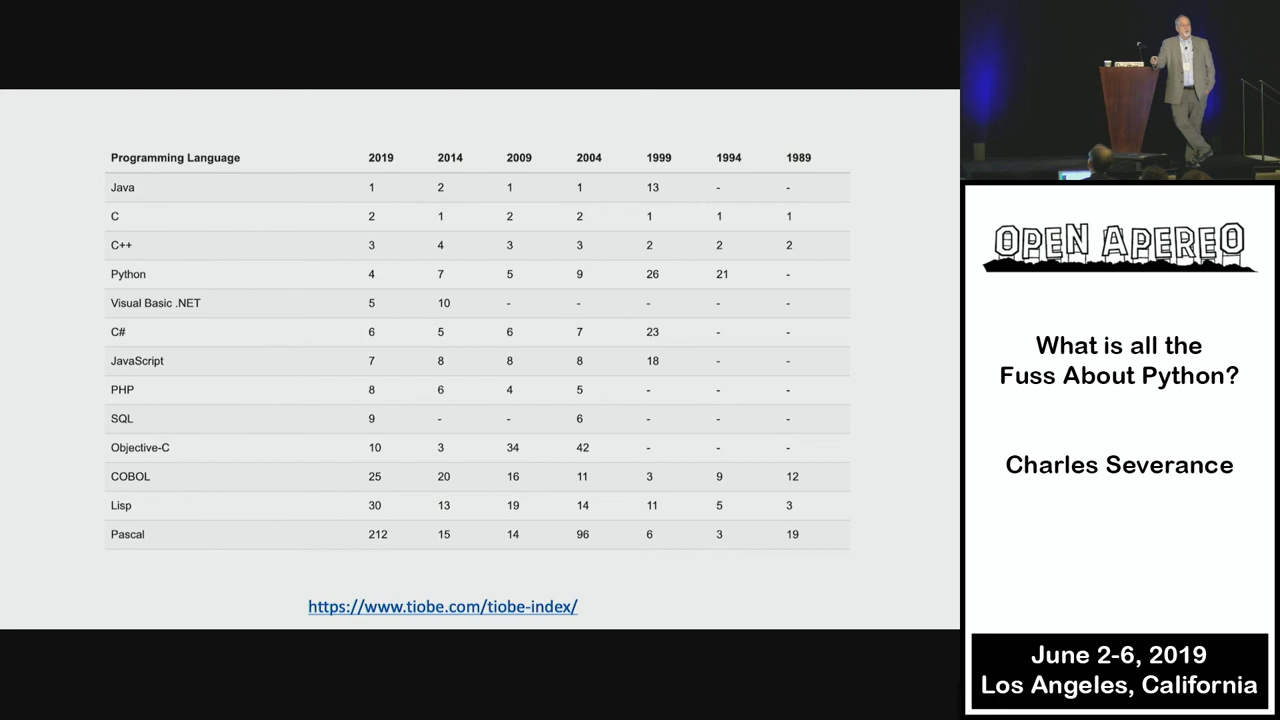 Programming Language 2019 2014 2009 2004 1999 1994 1989
Java 1 2 1 1 13 - -
C 2 1 2 2 1 1 1
C++ 3 4 3 3 2 2 2
Python 4 7 5 9 26 21 -
Visual Basic .NET 5 10 - - - - -
C# 6 5 6 7 23 - -
JavaScript 7 8 8 8 18 - -
PHP 8 6 4 5 - - -
SQL 9 - - 6 - - -
Objective-C 10 3 34 42 - - -
COBOL 25 20 16 11 3 9 12
Lisp 30 13 19 14 11 5 3
Pascal 212 15 14 96 6 3 19
https://www.tiobe.com/tiobe-index/
OPEN APEREO
What is all the
Fuss About Python?
Charles Severance
June 2-6, 2019
Los Angeles, California